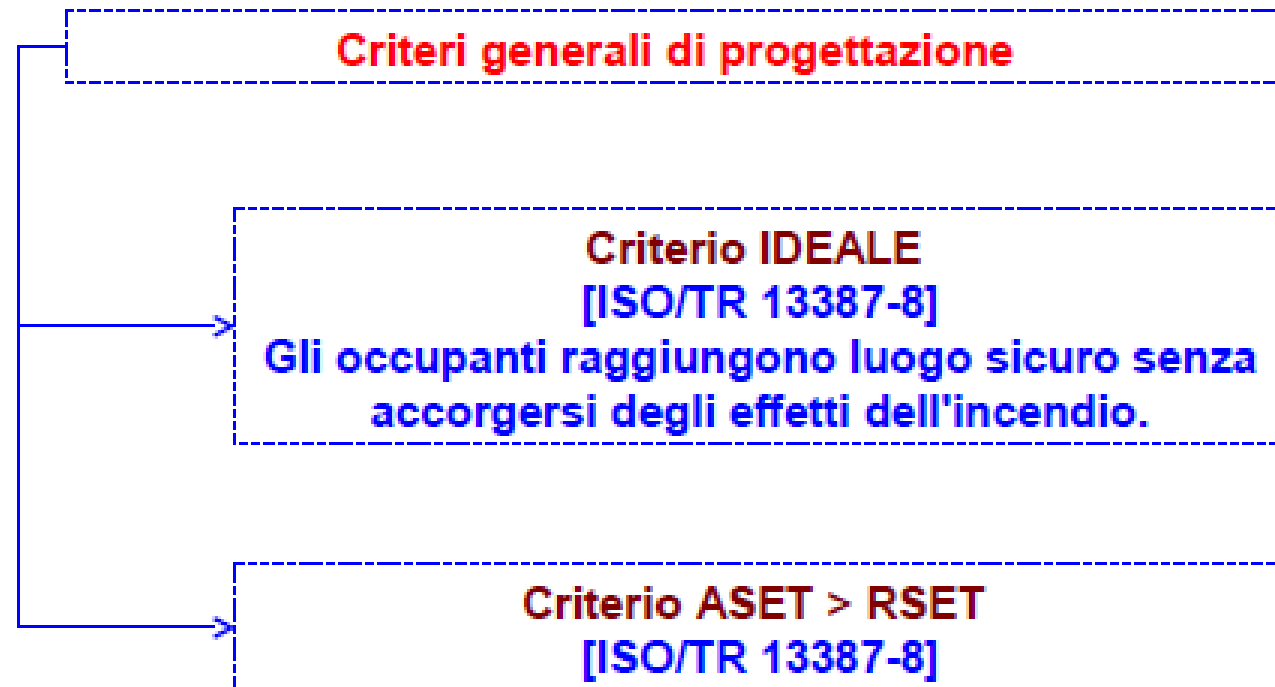 Criteri generali di progettazione
Criterio IDEALE
[ISO/TR 13387-8]
Gli occupanti raggiungono luogo sicuro senza
accorgersi degli effetti dell'incendio.
Criterio ASET > RSET
[ISO/TR 13387-8]